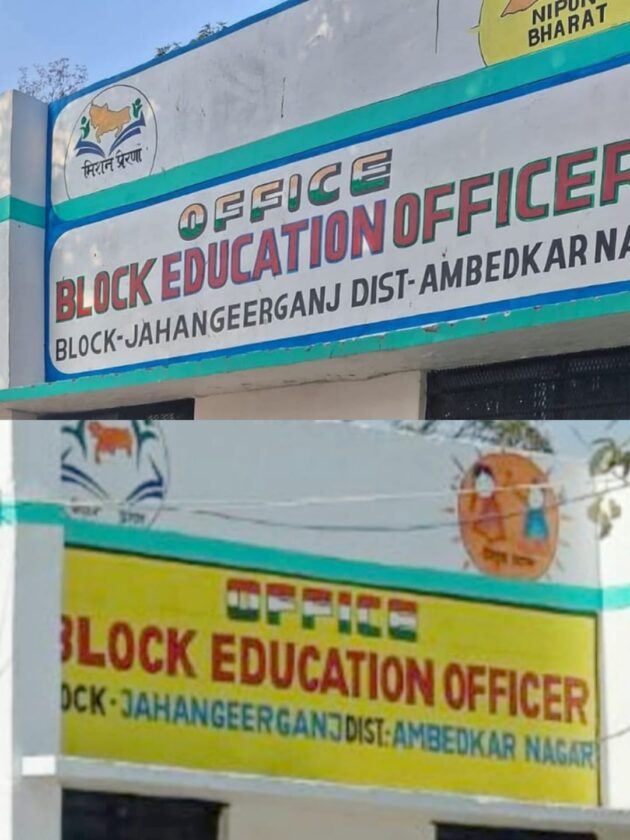 NIPUN
BHARAT
मिशन प्रेरणा
OFFICE
BLOCK EDUCATION OFFICER
BLOCK-JAHANGEERGANJ DIST-AMBEDKAR NA
OFFICE
BLOCK EDUCATION OFFICER
OCK-JAHANGEERGANJ DIST:AMBEDKAR NAGAR